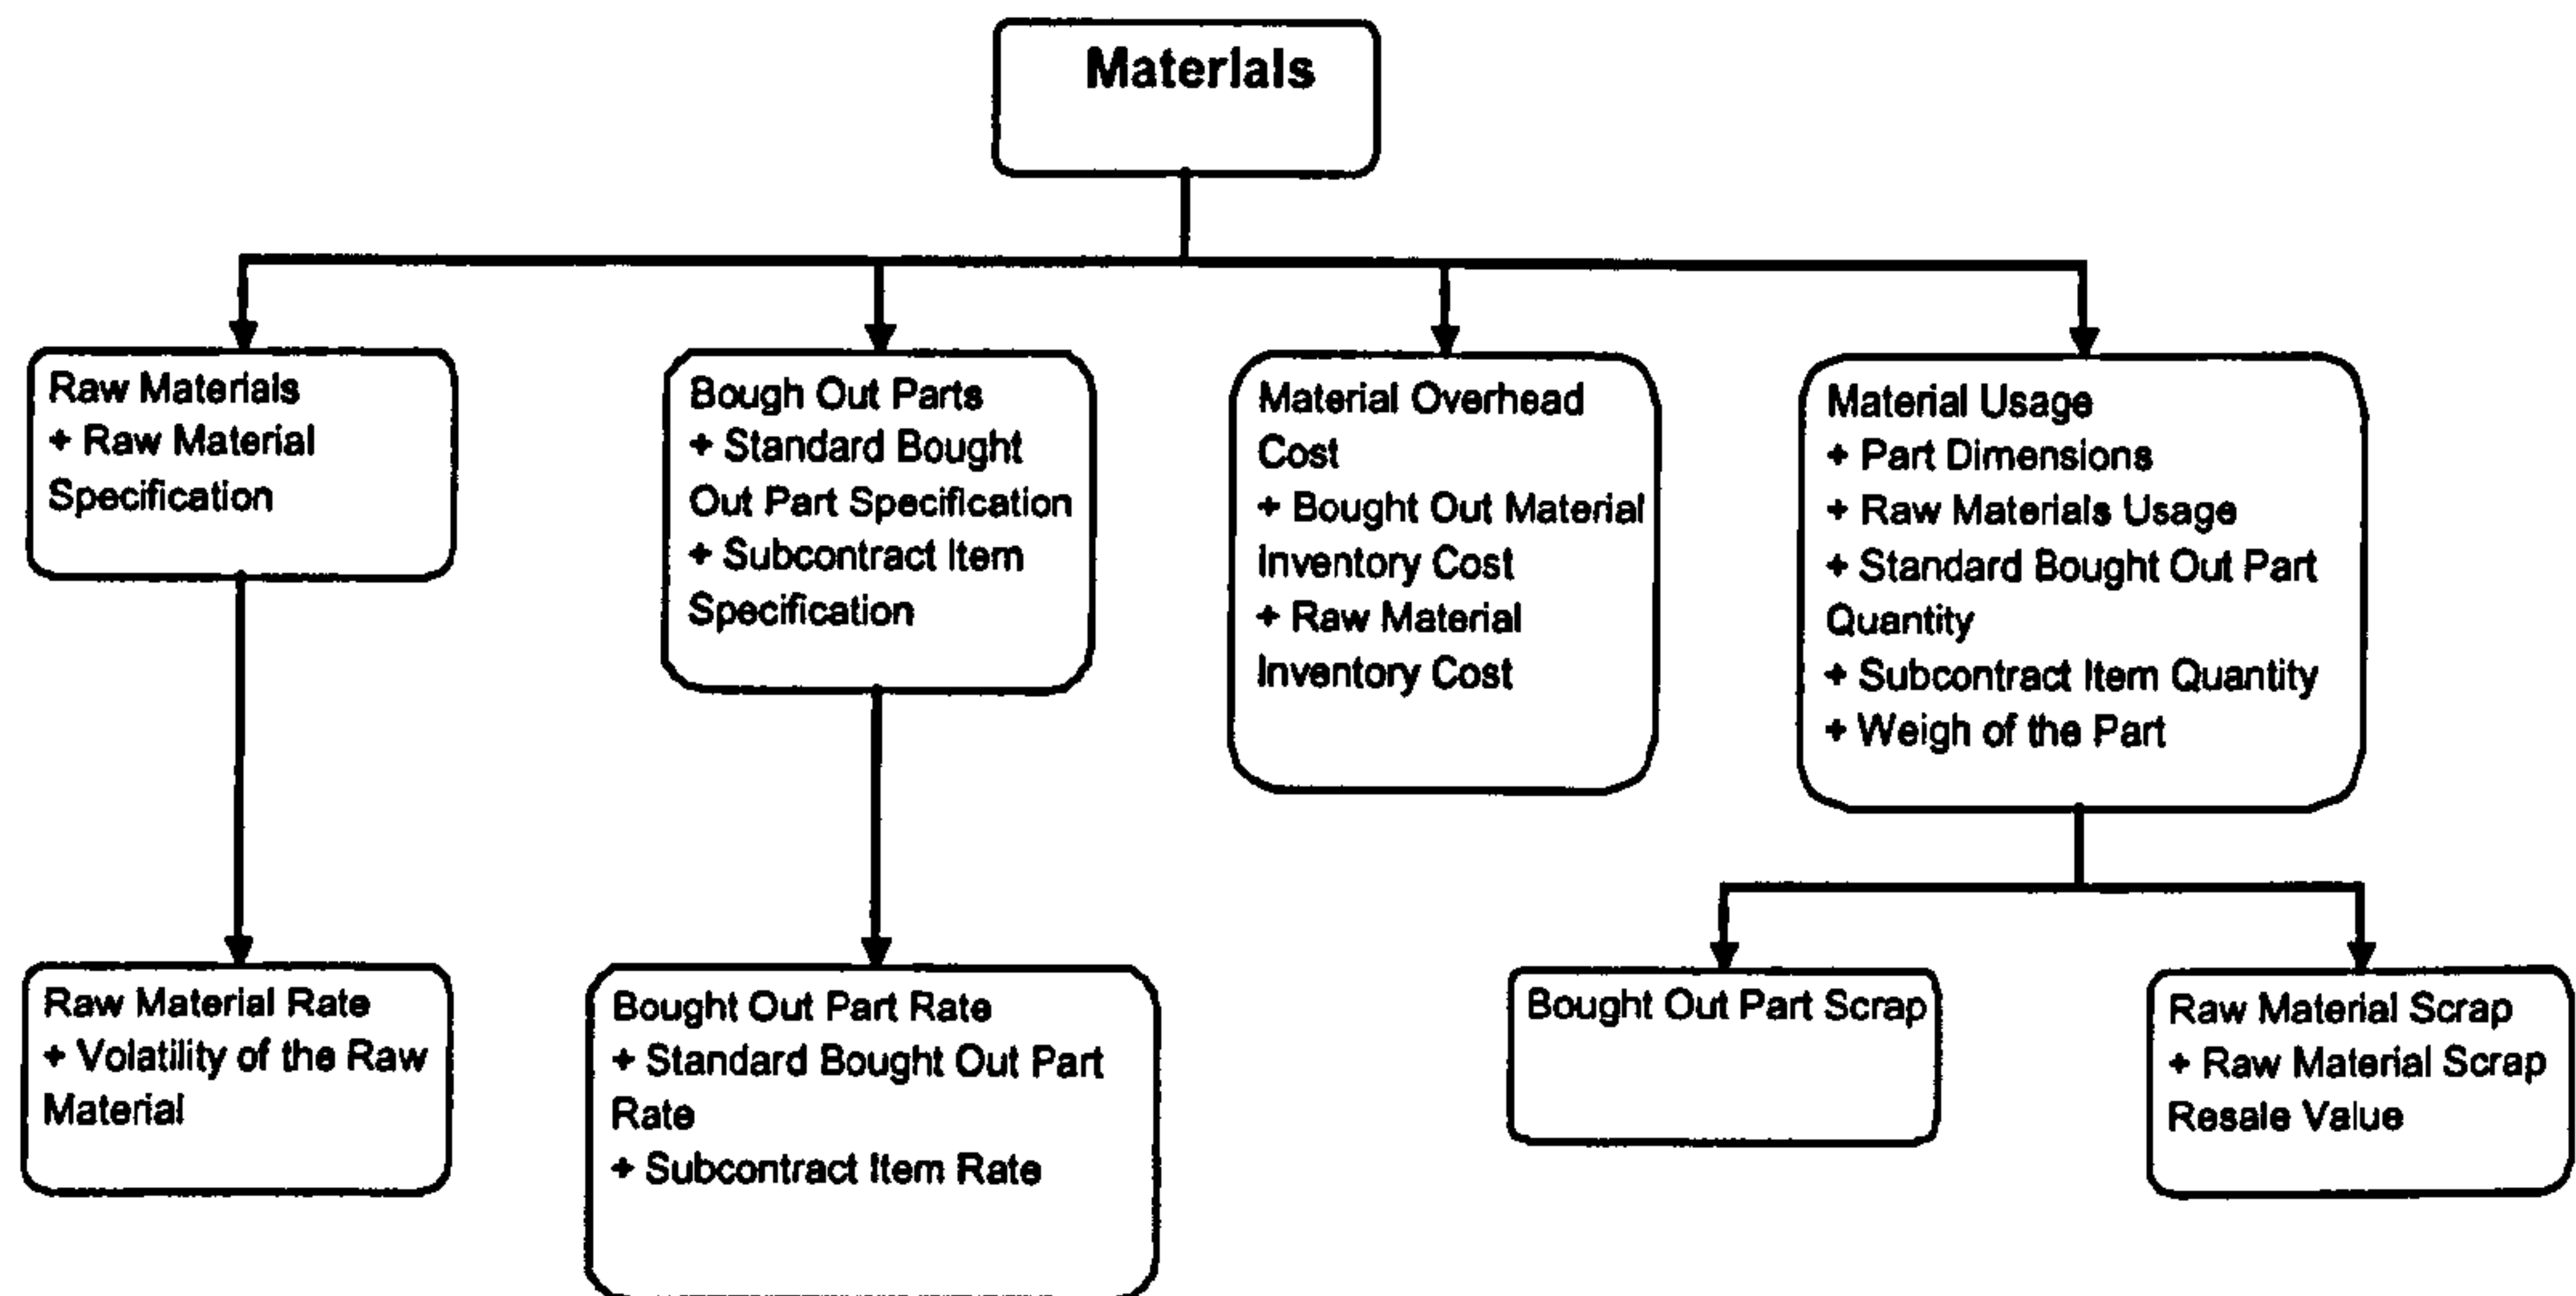 Materials
Raw Materials
+ Raw Material
Specification
Bough Out Parts
+ Standard Bought
Out Part Specification
+ Subcontract Item
Specification
Material Overhead
Cost
+ Bought Out Material
Inventory Cost
+ Raw Material
Inventory Cost
Material Usage
+ Part Dimensions
+ Raw Materials Usage
+ Standard Bought Out Part
Quantity
+ Subcontract Item Quantity
+ Weigh of the Part
Raw Material Rate
+ Volatility of the Raw
Material
Bought Out Part Rate
+ Standard Bought Out Part
Rate
+ Subcontract Item Rate
Bought Out Part Scrap
Raw Material Scrap
+ Raw Material Scrap
Resale Value